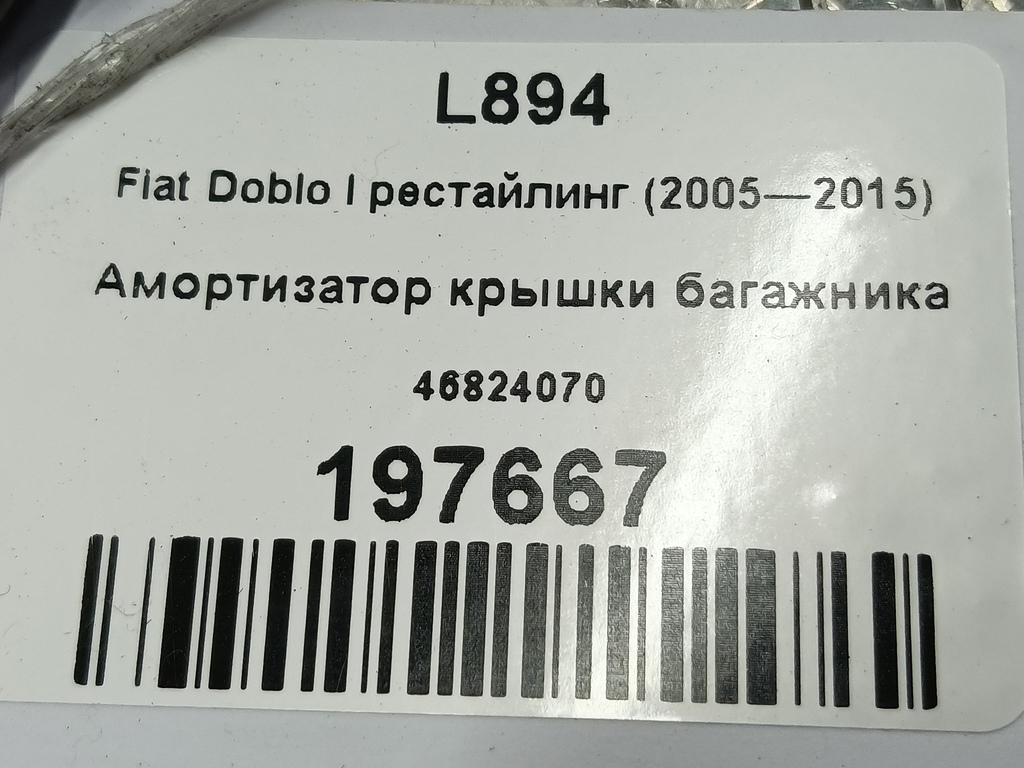 L894
Fiat Doblo I рестайлинг (2005—2015)
Амортизатор крышки багажника
46824070
197667